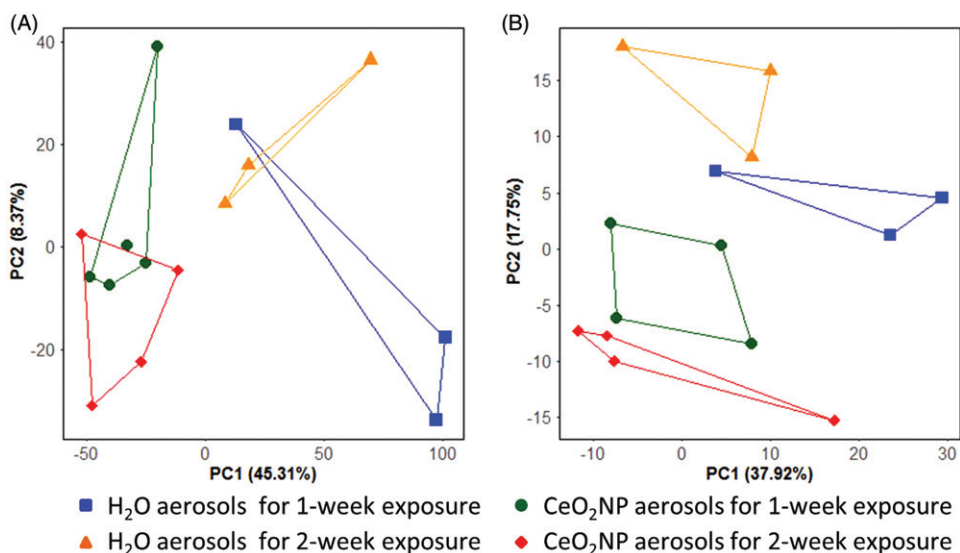 (A)
40
20
0
-20
PC2 (8.37%)
-50
0
50
100
PC1 (45.31%)
(B)
15
10
5
0
-5
-10
-15
PC2 (17.75%)
-10
0
10
20
30
PC1 (37.92%)
H₂O aerosols for 1-week exposure
CeO₂NP aerosols for 1-week exposure
H₂O aerosols for 2-week exposure
CeO₂NP aerosols for 2-week exposure